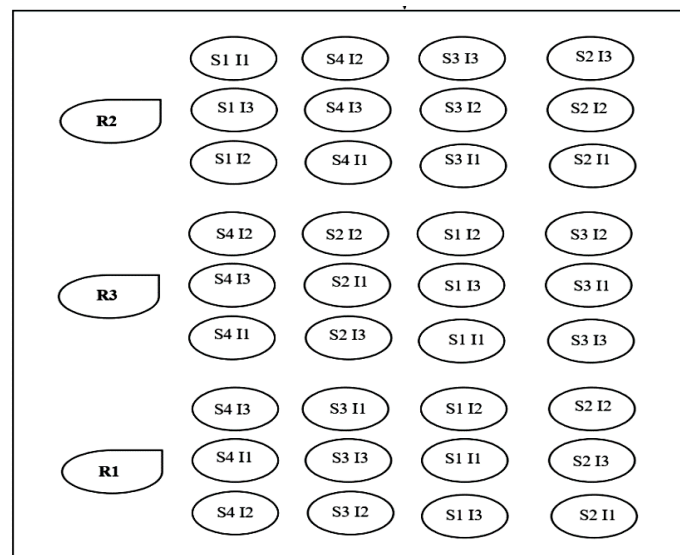 S1 I1 S4 I2 S3 I3 S2 I3
R2 S1 I3 S4 I3 S3 I2 S2 I2
S1 I2 S4 I1 S3 I1 S2 I1
S4 I2 S2 I2 S1 I2 S3 I2
R3 S4 I3 S2 I1 S1 I3 S3 I1
S4 I1 S2 I3 S1 I1 S3 I3
S4 I3 S3 I1 S1 I2 S2 I2
R1 S4 I1 S3 I3 S1 I1 S2 I3
S4 I2 S3 I2 S1 I3 S2 I1